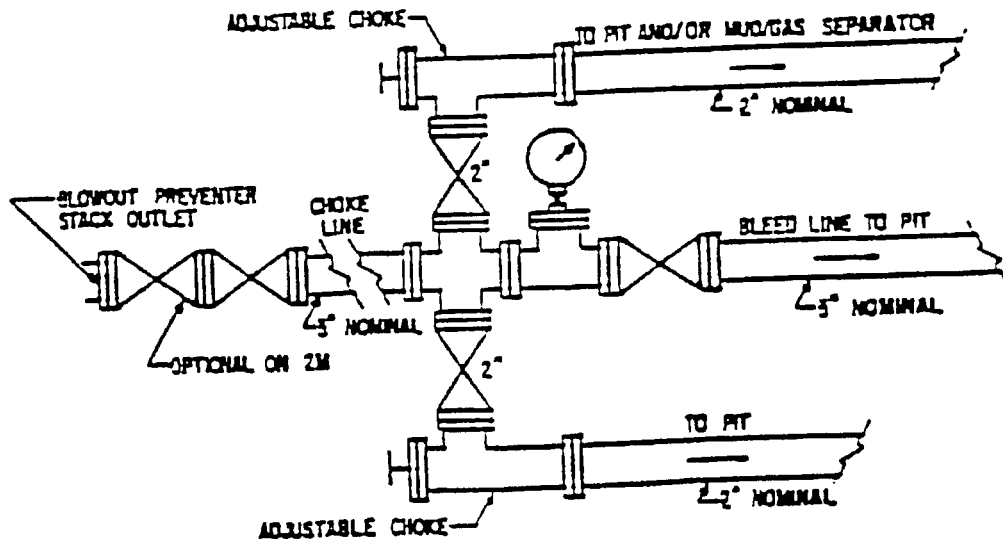 ADJUSTABLE CHOKE
TO PIT AND/OR MUD/GAS SEPARATOR
2" NOMINAL
2"
BLOWOUT PREVENTER
STACK OUTLET
CHOKE
LINE
BLEED LINE TO PIT
3" NOMINAL
3" NOMINAL
OPTIONAL ON 2M
2"
TO PIT
2" NOMINAL
ADJUSTABLE CHOKE